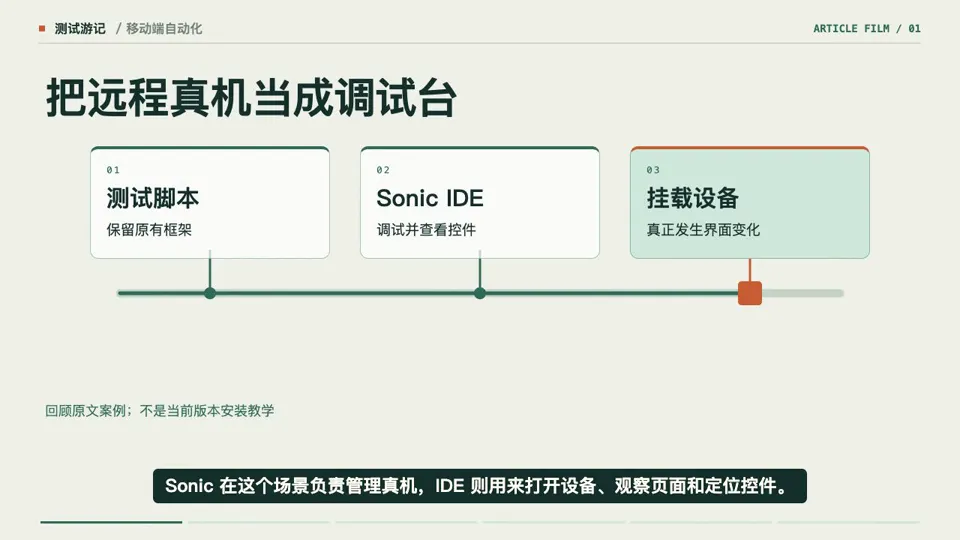 测试游记 / 移动端自动化
ARTICLE FILM / 01
把远程真机当成调试台
01
测试脚本
保留原有框架
02
Sonic IDE
调试并查看控件
03
挂载设备
真正发生界面变化
回顾原文案例；不是当前版本安装教学
Sonic 在这个场景负责管理真机，IDE 则用来打开设备、观察页面和定位控件。